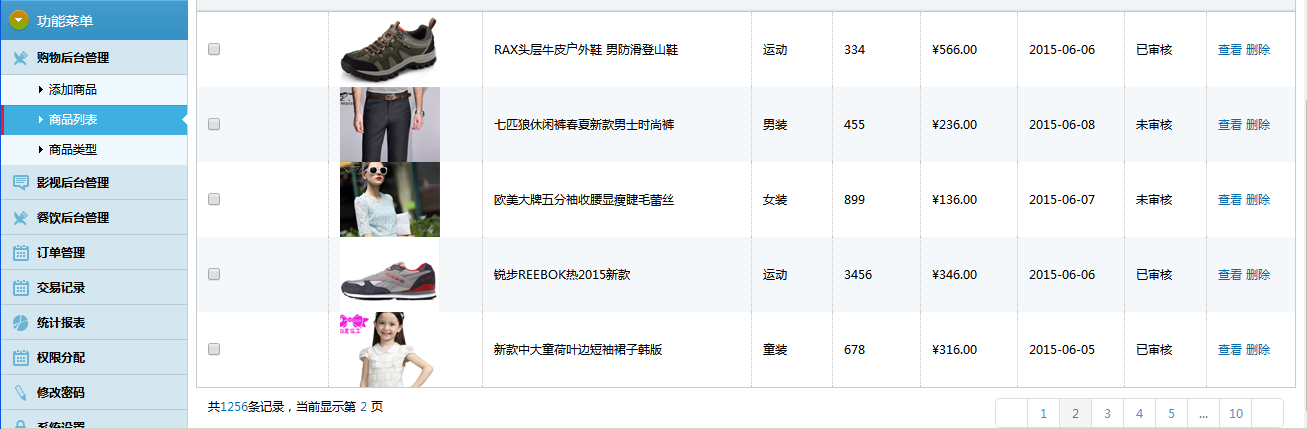 功能菜单
购物后台管理
添加商品
商品列表
商品类型
影视后台管理
餐饮后台管理
订单管理
交易记录
统计报表
权限分配
修改密码
系统设置
RAX头层牛皮户外鞋 男防滑登山鞋 运动 334 ¥566.00 2015-06-06 已审核 查看 删除
七匹狼休闲裤春夏新款男士时尚裤 男装 455 ¥236.00 2015-06-08 未审核 查看 删除
欧美大牌五分袖收腰显瘦睫毛蕾丝 女装 899 ¥136.00 2015-06-07 未审核 查看 删除
锐步REEBOK热2015新款 运动 3456 ¥346.00 2015-06-06 已审核 查看 删除
新款中大童荷叶边短袖裙子韩版 童装 678 ¥316.00 2015-06-05 已审核 查看 删除
共1256条记录，当前显示第 2 页
1 2 3 4 5 ... 10